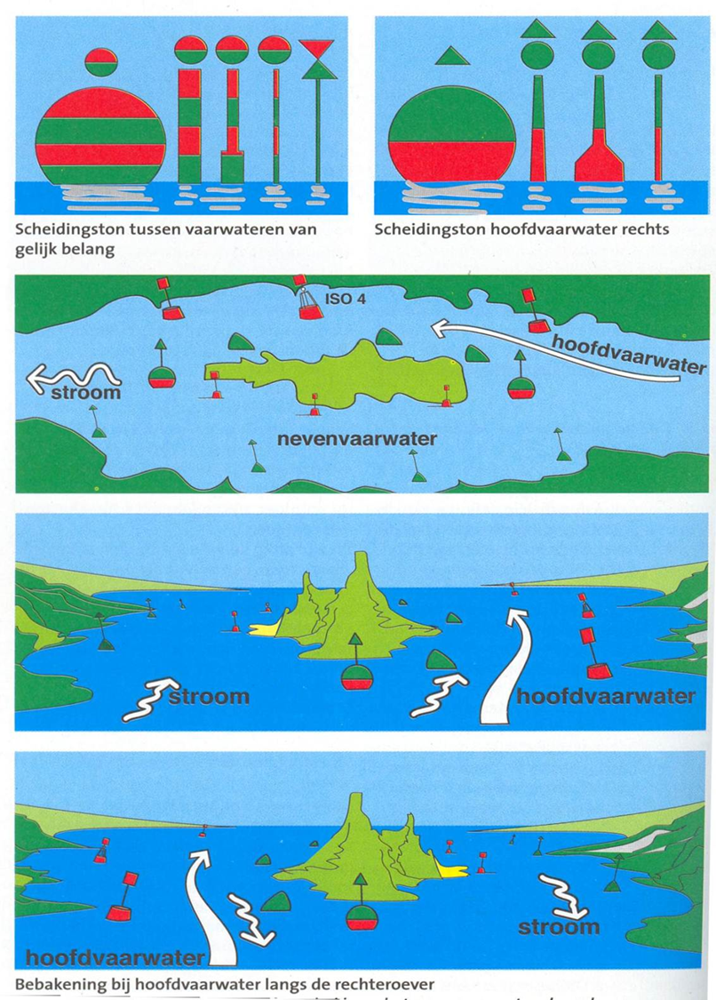 Scheidingston tussen vaarwateren van
gelijk belang
Scheidingston hoofdvaarwater rechts
ISO 4
hoofdvaarwater
stroom
nevenvaarwater
stroom
hoofdvaarwater
stroom
hoofdvaarwater
Bebakening bij hoofdvaarwater langs de rechteroever